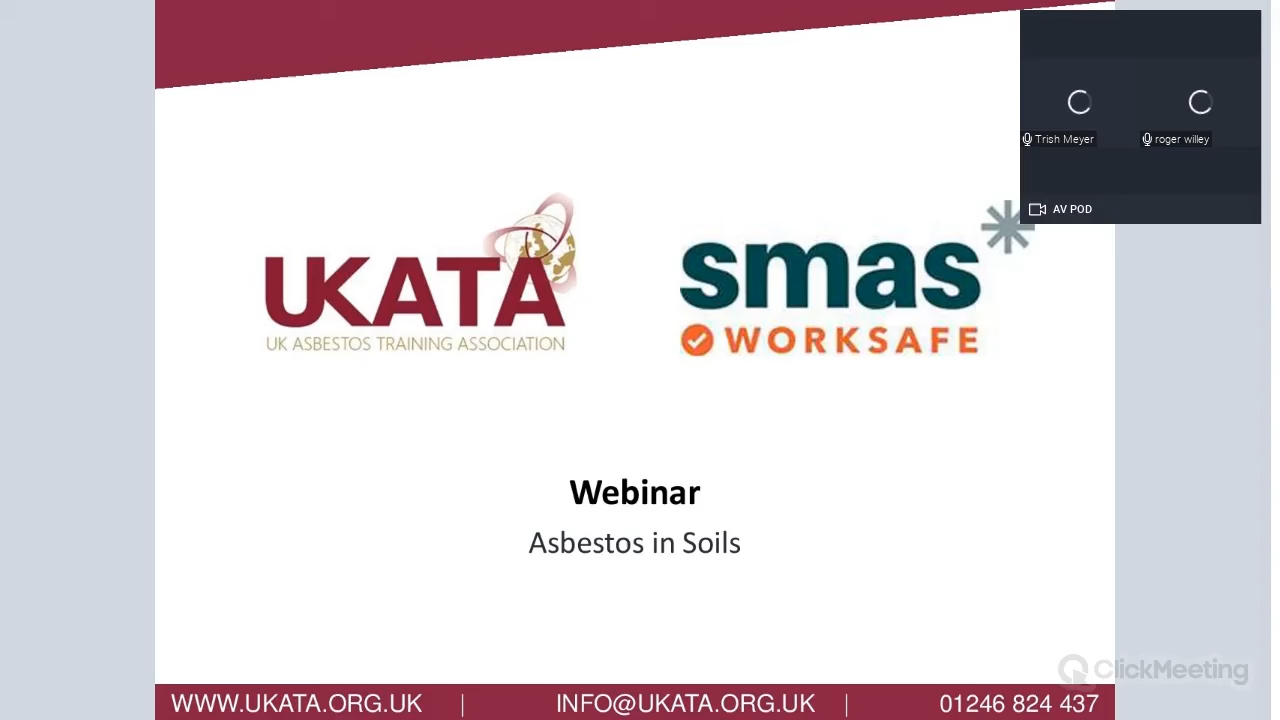 Trish Meyer
roger willey
AV POD
UKATA
UK ASBESTOS TRAINING ASSOCIATION
smas
WORKSAFE
Webinar
Asbestos in Soils
ClickMeeting
WWW.UKATA.ORG.UK | INFO@UKATA.ORG.UK | 01246 824 437